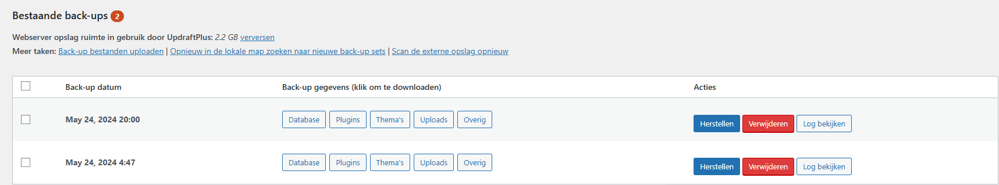 Bestaande back-ups 2
Webserver opslag ruimte in gebruik door UpdraftPlus: 2.2 GB verversen
Meer taken: Back-up bestanden uploaden | Opnieuw in de lokale map zoeken naar nieuwe back-up sets | Scan de externe opslag opnieuw
Back-up datum Back-up gegevens (klik om te downloaden) Acties
May 24, 2024 20:00 Database Plugins Thema's Uploads Overig Herstellen Verwijderen Log bekijken
May 24, 2024 4:47 Database Plugins Thema's Uploads Overig Herstellen Verwijderen Log bekijken